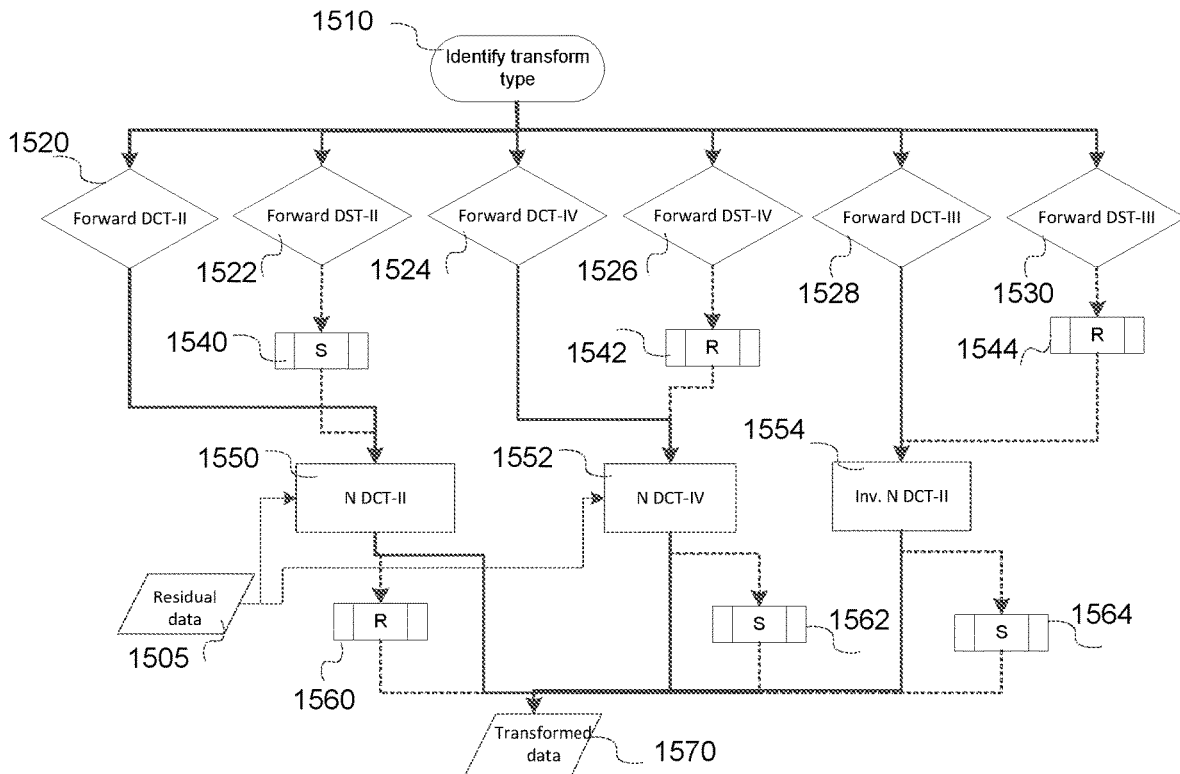 1510
Identify transform
type
1520
Forward DCT-II
Forward DST-II
Forward DCT-IV
Forward DST-IV
Forward DCT-III
Forward DST-III
1522
1524
1526
1528
1530
1540
S
1542
R
1544
R
1550
1552
1554
N DCT-II
N DCT-IV
Inv. N DCT-II
Residual
data
1505
R
1560
S
1562
S
1564
Transformed
data
1570